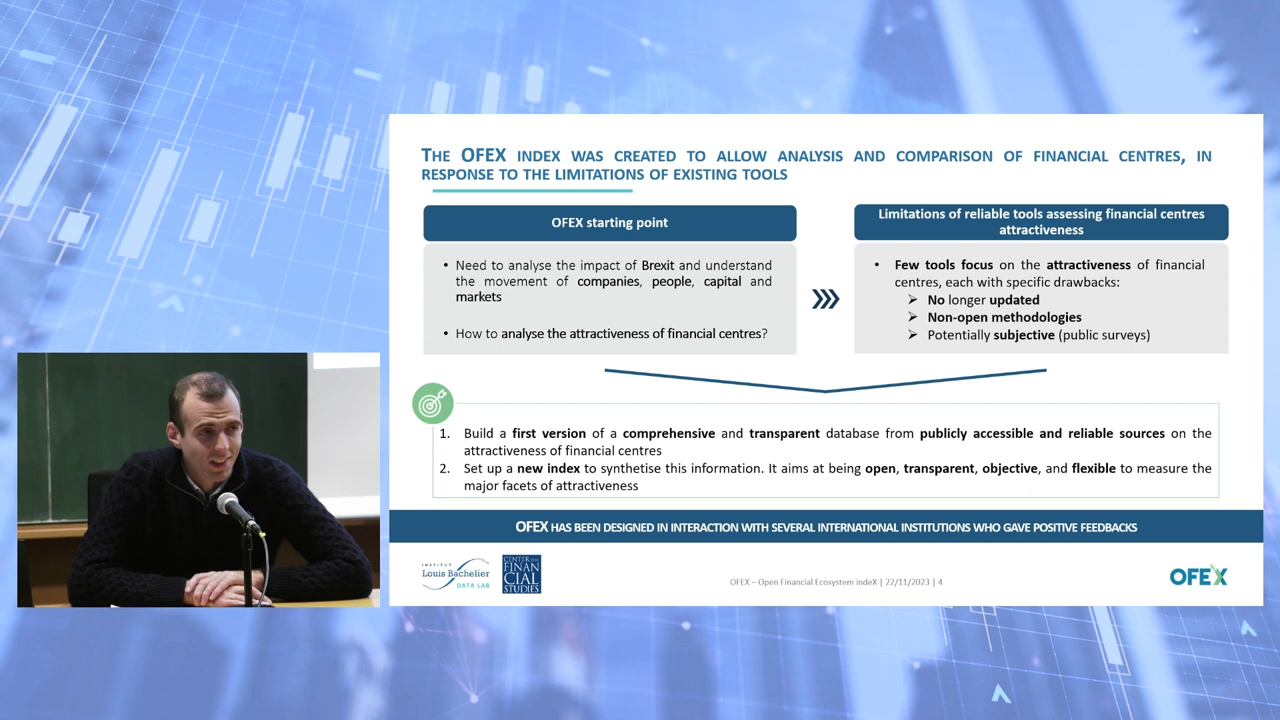 THE OFEX INDEX WAS CREATED TO ALLOW ANALYSIS AND COMPARISON OF FINANCIAL CENTRES, IN
RESPONSE TO THE LIMITATIONS OF EXISTING TOOLS
OFEX starting point
• Need to analyse the impact of Brexit and understand
the movement of companies, people, capital and
markets
• How to analyse the attractiveness of financial centres?
Limitations of reliable tools assessing financial centres
attractiveness
• Few tools focus on the attractiveness of financial
centres, each with specific drawbacks:
➢ No longer updated
➢ Non-open methodologies
➢ Potentially subjective (public surveys)
1. Build a first version of a comprehensive and transparent database from publicly accessible and reliable sources on the
attractiveness of financial centres
2. Set up a new index to synthetise this information. It aims at being open, transparent, objective, and flexible to measure the
major facets of attractiveness
OFEX HAS BEEN DESIGNED IN INTERACTION WITH SEVERAL INTERNATIONAL INSTITUTIONS WHO GAVE POSITIVE FEEDBACKS
INSTITUT
Louis Bachelier
DATA LAB
CENTER FOR
FINAN
CIAL
STUDIES
OFEX – Open Financial Ecosystem indeX | 22/11/2023 | 4
OFEX